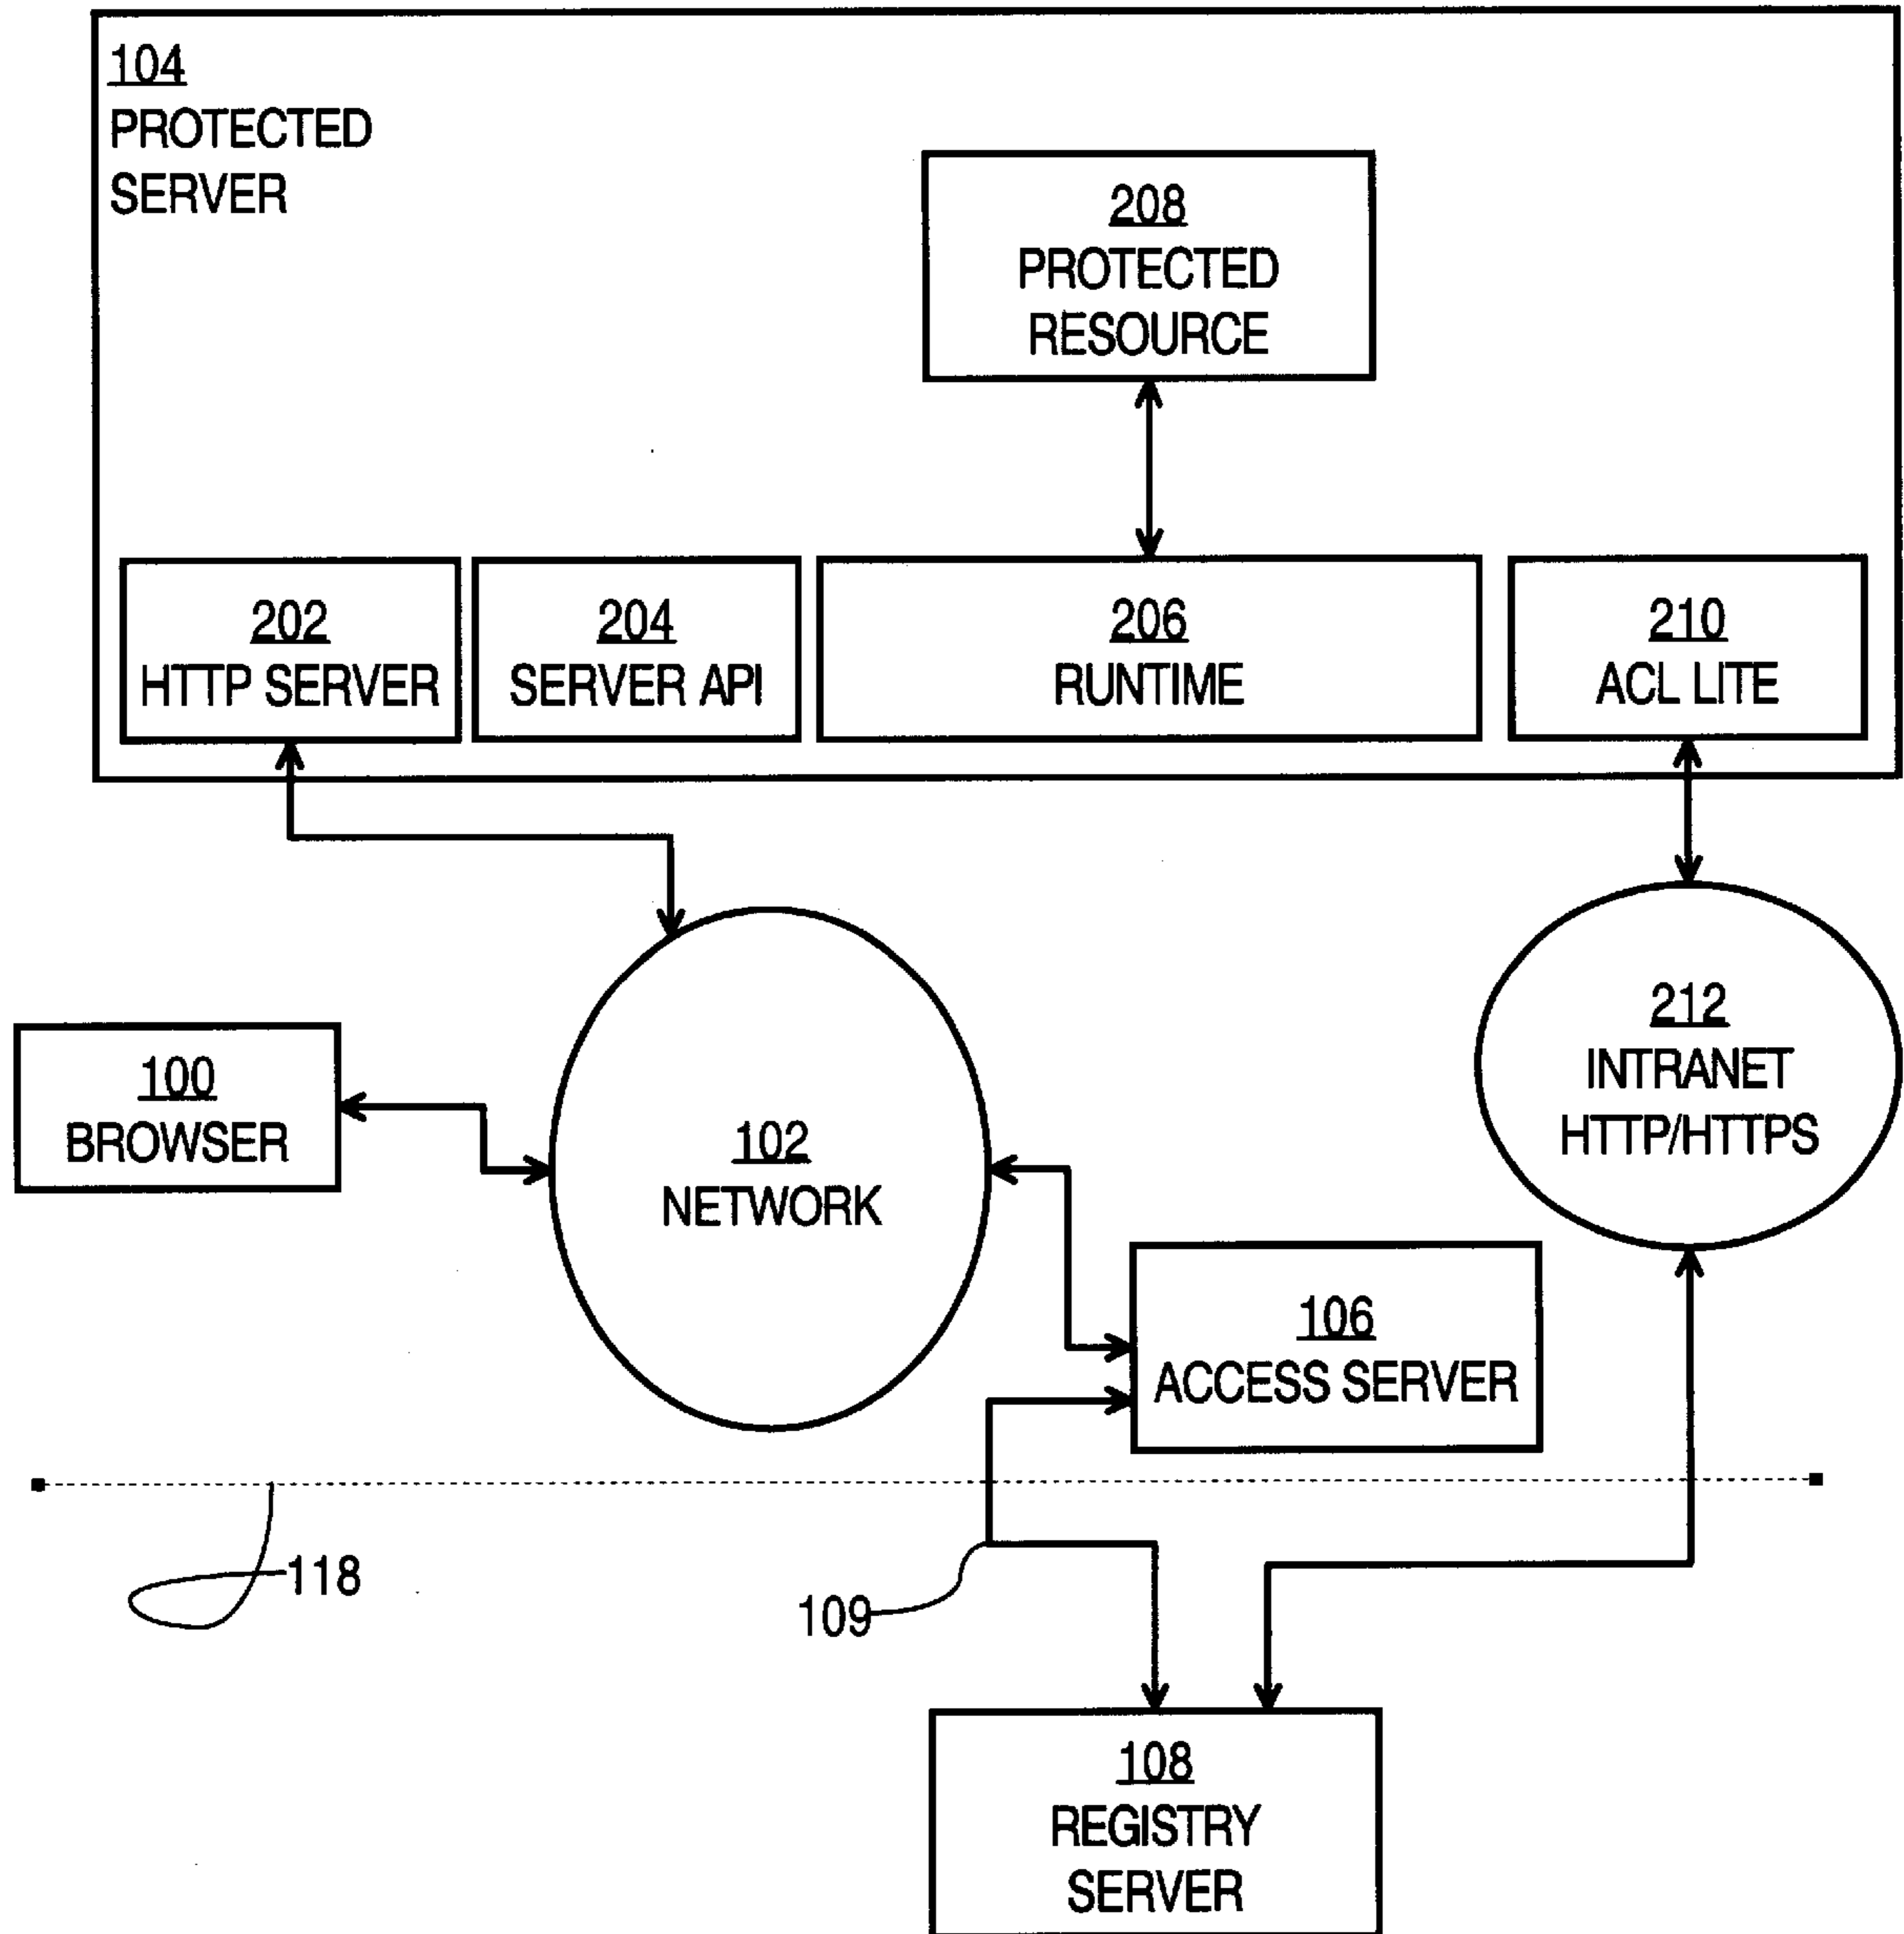 104
PROTECTED
SERVER
208
PROTECTED
RESOURCE
202
HTTP SERVER
204
SERVER API
206
RUNTIME
210
ACL LITE
212
INTRANET
HTTP/HTTPS
100
BROWSER
102
NETWORK
106
ACCESS SERVER
118
109
108
REGISTRY
SERVER